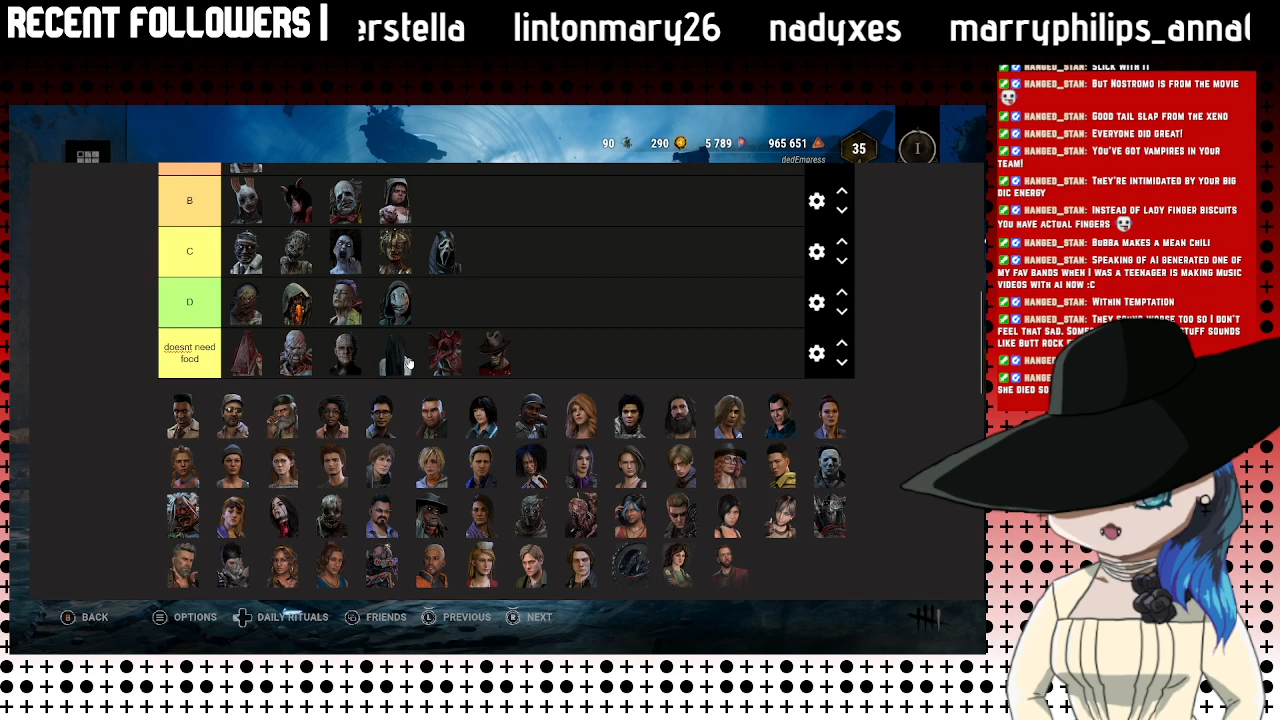 RECENT FOLLOWERS | erstella lintonmary26 nadyxes marryphilips_annal
HANGED_STAN: SLICK WITH IT
HANGED_STAN: BUT NOSTROMO IS FROM THE MOVIE
HANGED_STAN: GOOD TAIL SLAP FROM THE XENO
HANGED_STAN: EVERYONE DID GREAT!
HANGED_STAN: YOU'VE GOT VAMPIRES IN YOUR
TEAM!
HANGED_STAN: THEY'RE INTIMIDATED BY YOUR BIG
DIC ENERGY
HANGED_STAN: INSTEAD OF LADY FINGER BISCUITS
YOU HAVE ACTUAL FINGERS
HANGED_STAN: BUBBA MAKES A MEAN CHILI
HANGED_STAN: SPEAKING OF AI GENERATED ONE OF
MY FAV BANDS WHEN I WAS A TEENAGER IS MAKING MUSIC
VIDEOS WITH AI NOW :C
HANGED_STAN: WITHIN TEMPTATION
HANGED_STAN: THEY SOUND WORSE TOO SO I DON'T
FEEL THAT SAD. STUFF SOUNDS
LIKE BUTT ROCK
HANGED
HANGED
SHE DIED SO
90 290 5 789 965 651 35 I
dedEmpress
B
C
D
doesnt need
food
B BACK OPTIONS DAILY RITUALS FRIENDS L PREVIOUS R NEXT